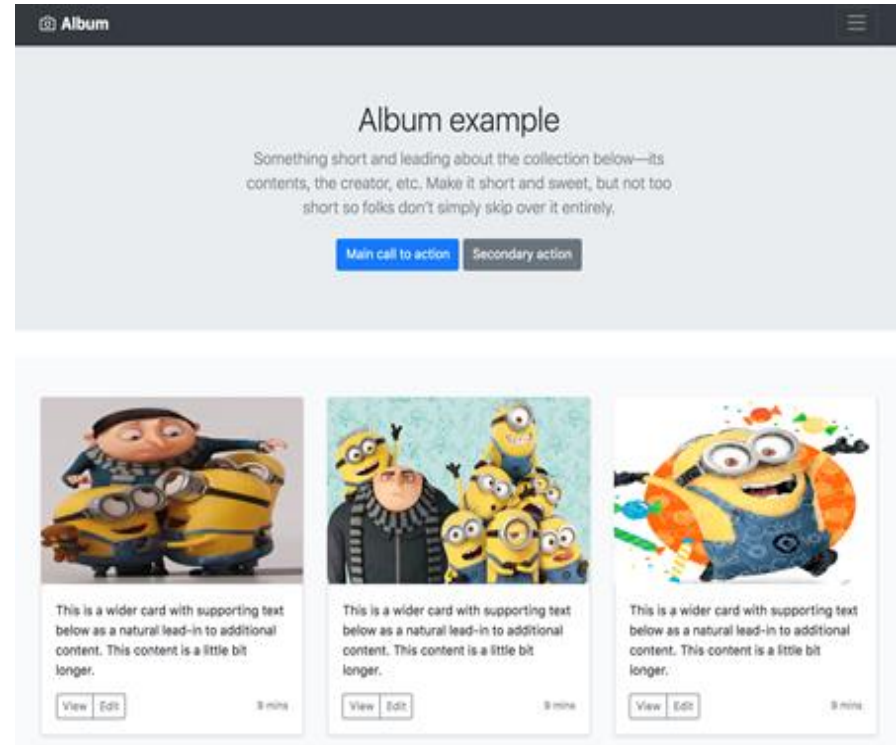 Album
Album example
Something short and leading about the collection below—its
contents, the creator, etc. Make it short and sweet, but not too
short so folks don't simply skip over it entirely.
Main call to action Secondary action
This is a wider card with supporting text
below as a natural lead-in to additional
content. This content is a little bit
longer.
View Edit 9 mins
This is a wider card with supporting text
below as a natural lead-in to additional
content. This content is a little bit
longer.
View Edit 9 mins
This is a wider card with supporting text
below as a natural lead-in to additional
content. This content is a little bit
longer.
View Edit 9 mins